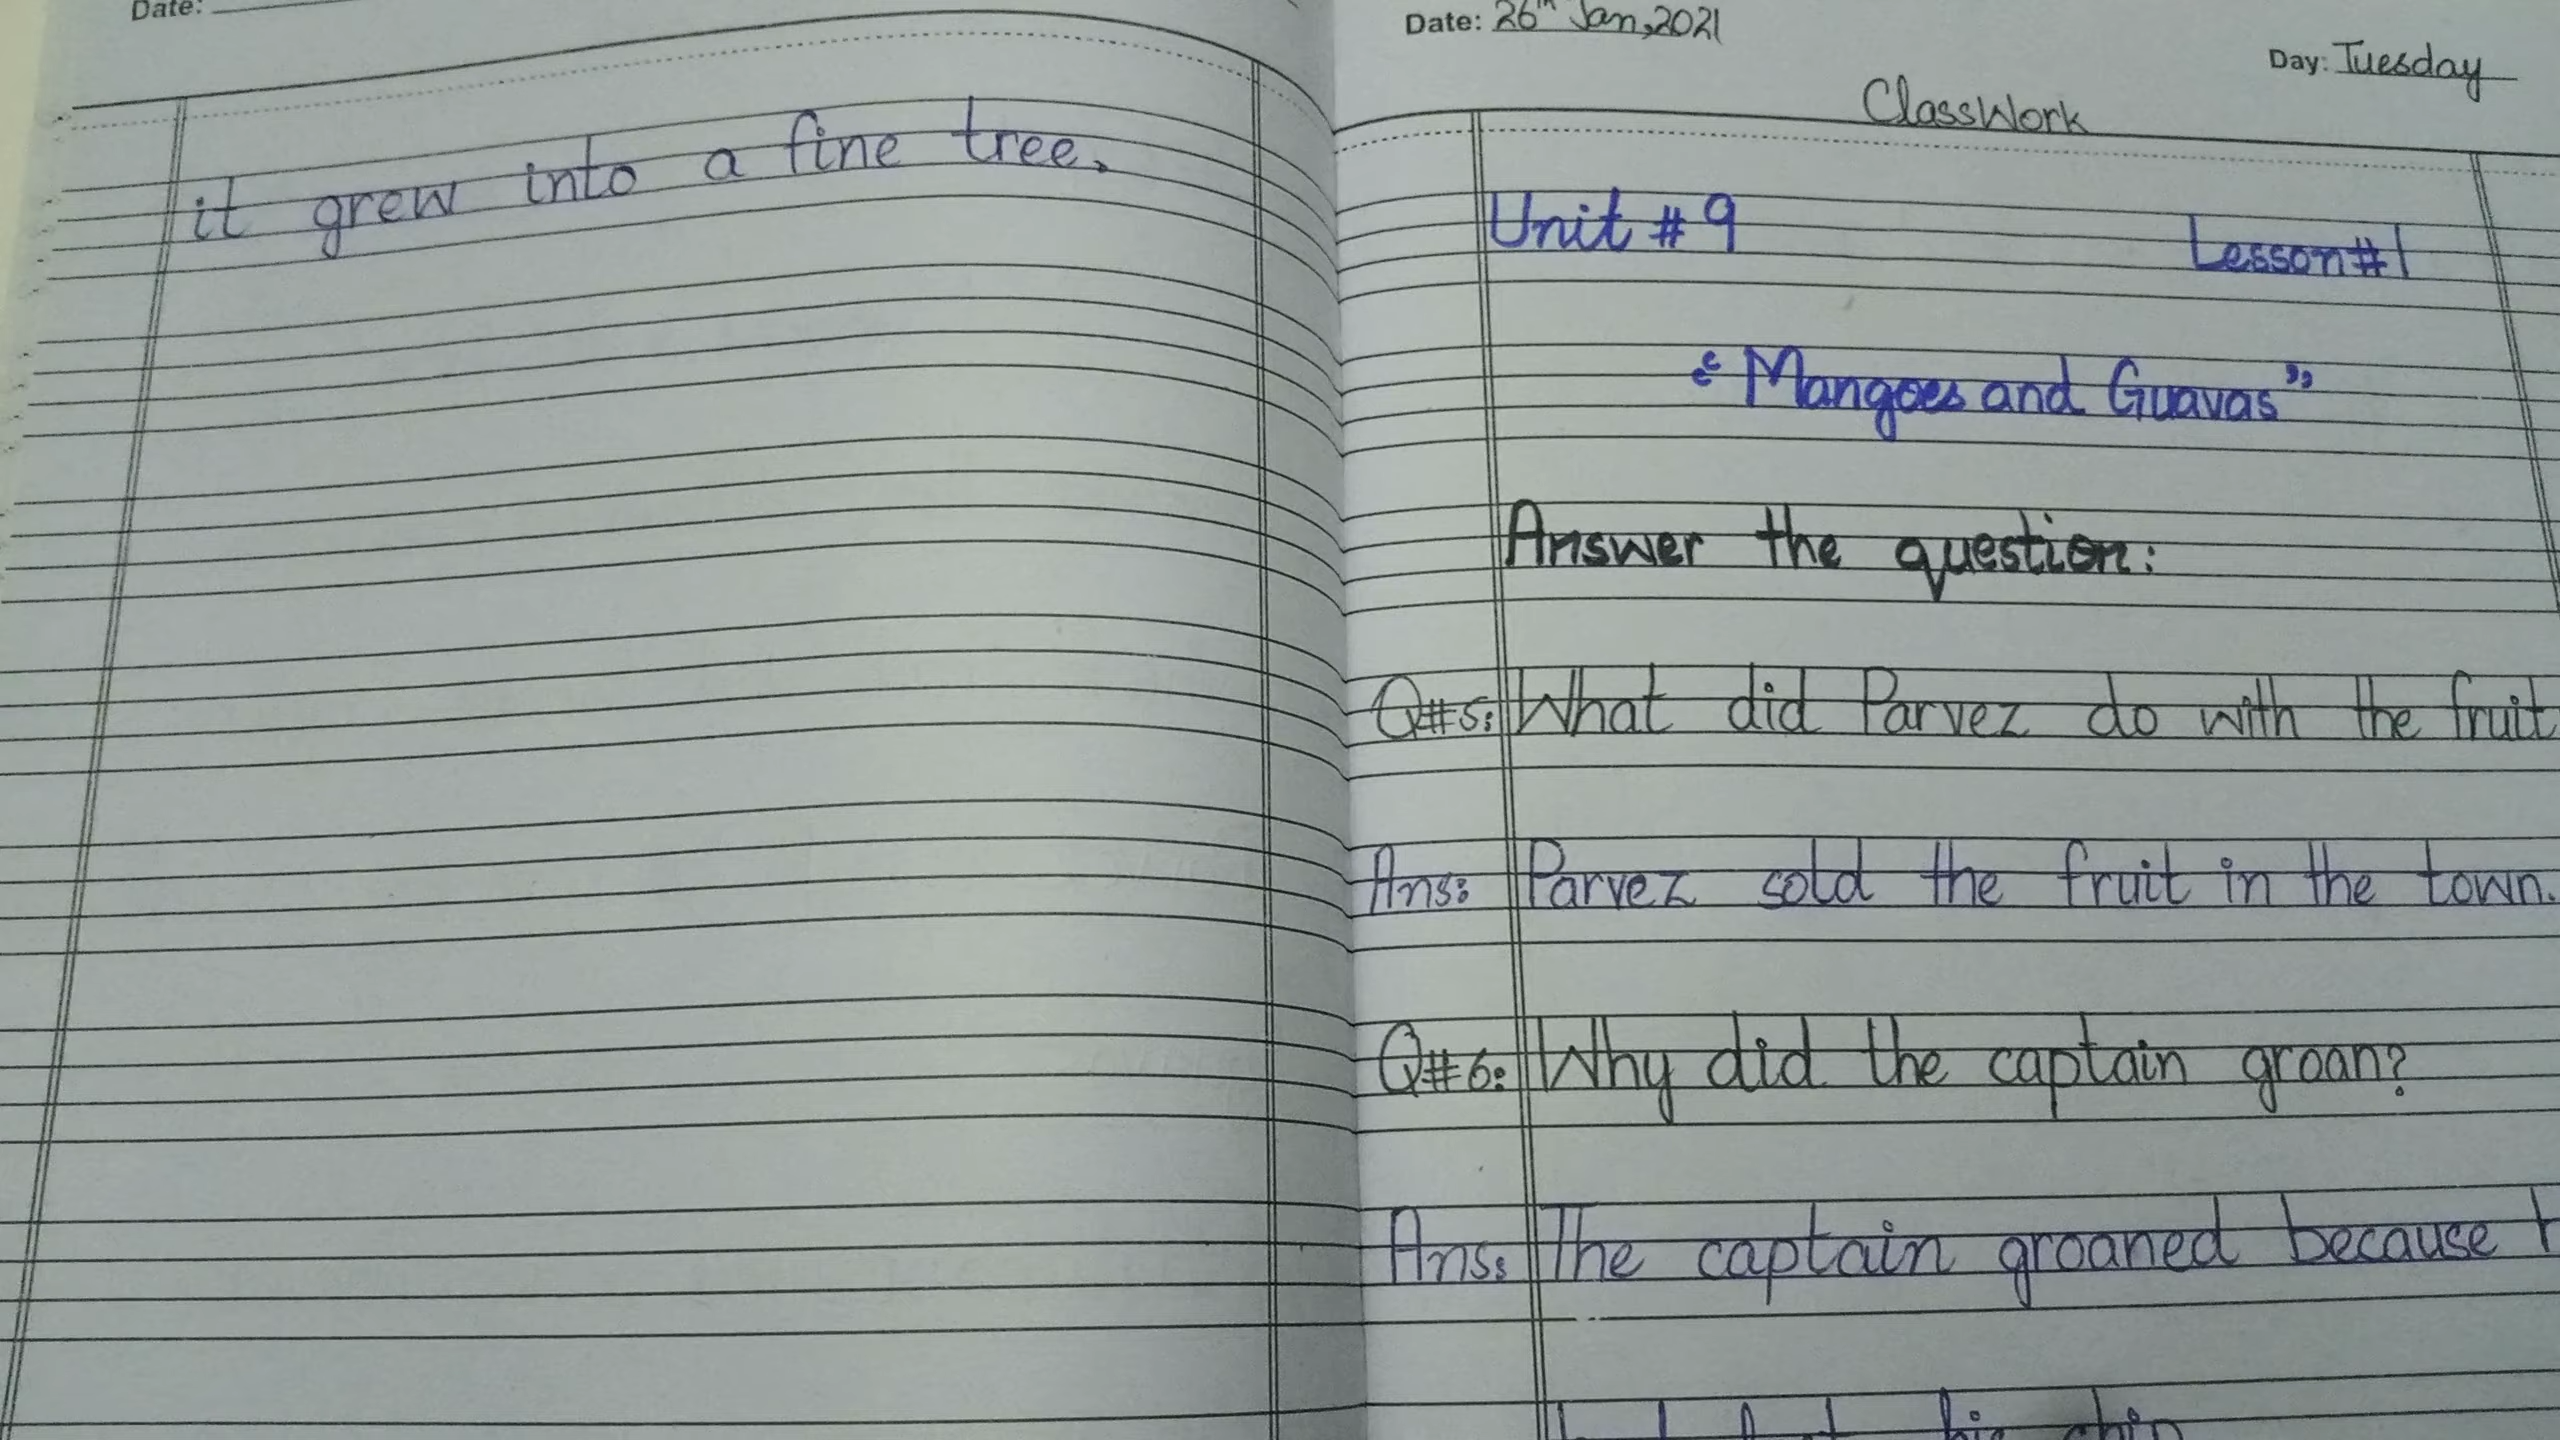 Date:
it grew into a fine tree.
Date: 26th Jan, 2021
Day: Tuesday
ClassWork
Unit # 9
Lesson # 1
“Mangoes and Guavas”
Answer the question:
Q#5: What did Parvez do with the fruit
Ans: Parvez sold the fruit in the town.
Q#6: Why did the captain groan?
Ans: The captain groaned because
his